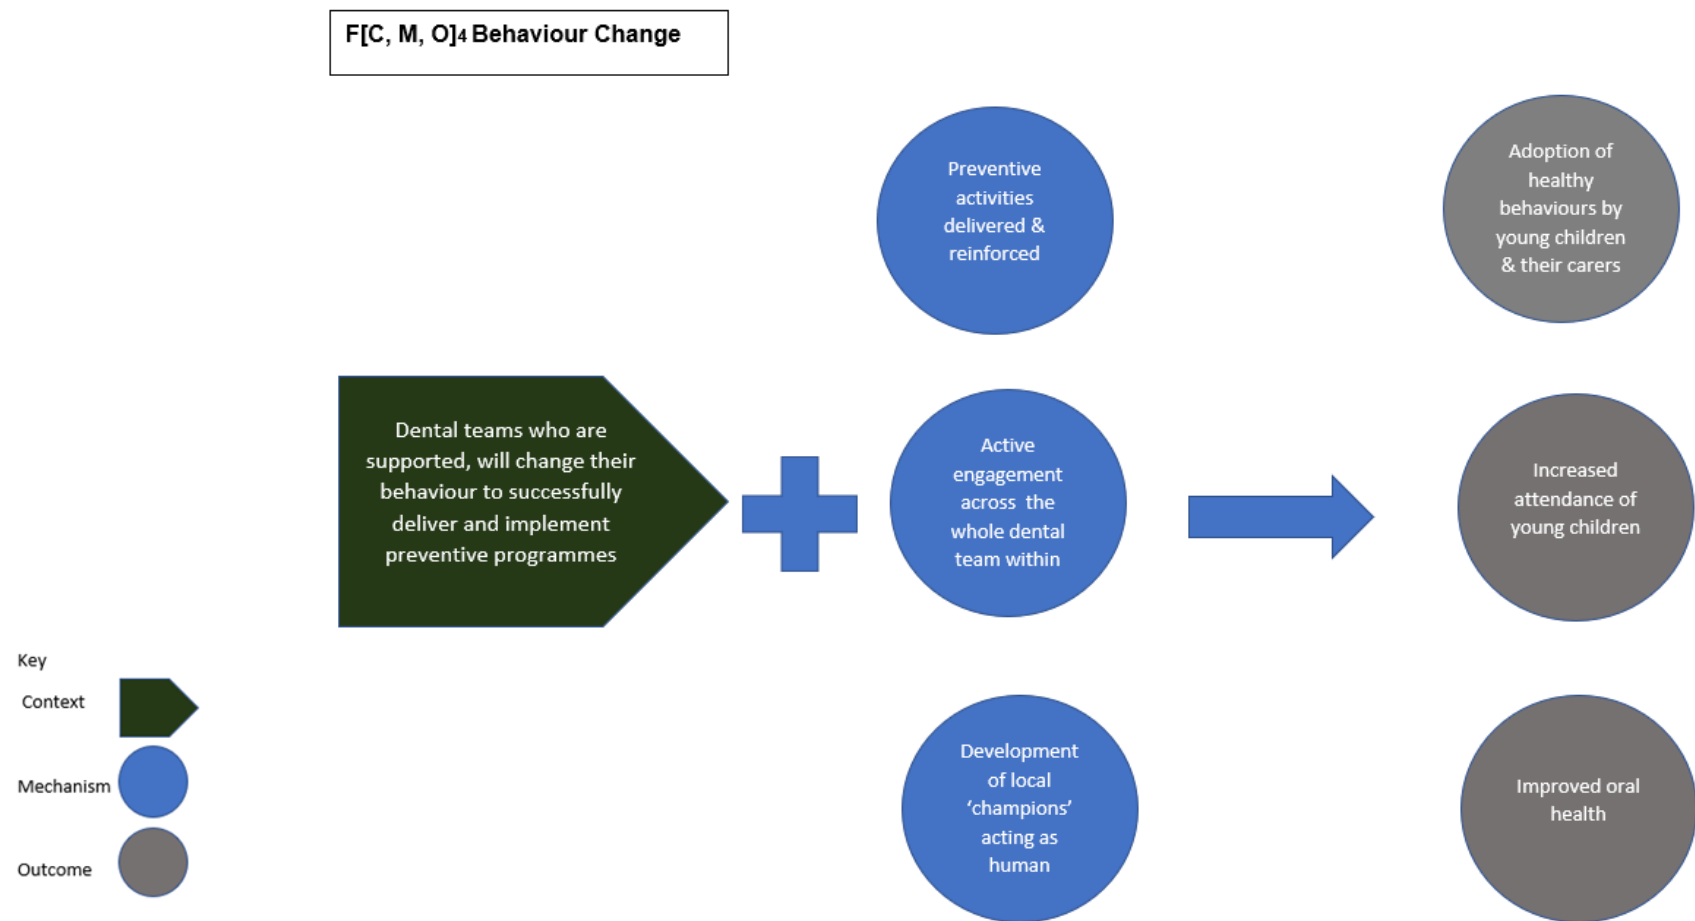 F[C, M, O]4 Behaviour Change
Preventive
activities
delivered &
reinforced
Adoption of
healthy
behaviours by
young children
& their carers
Dental teams who are
supported, will change their
behaviour to successfully
deliver and implement
preventive programmes
Active
engagement
across the
whole dental
team within
Increased
attendance of
young children
Development
of local
‘champions’
acting as
human
Improved oral
health
Key
Context
Mechanism
Outcome